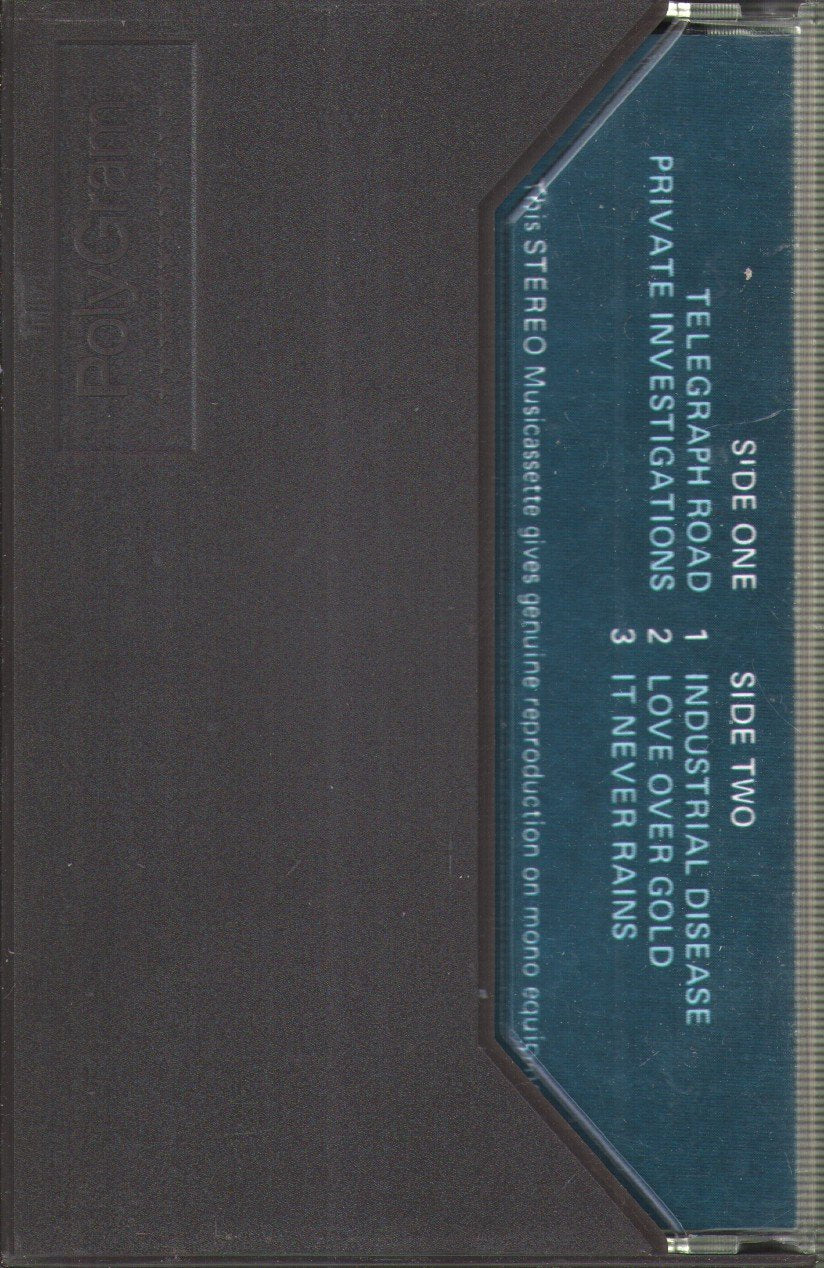 SIDE ONE
TELEGRAPH ROAD
PRIVATE INVESTIGATIONS
SIDE TWO
1 INDUSTRIAL DISEASE
2 LOVE OVER GOLD
3 IT NEVER RAINS
This STEREO Musicassette gives genuine reproduction on mono
PolyGram